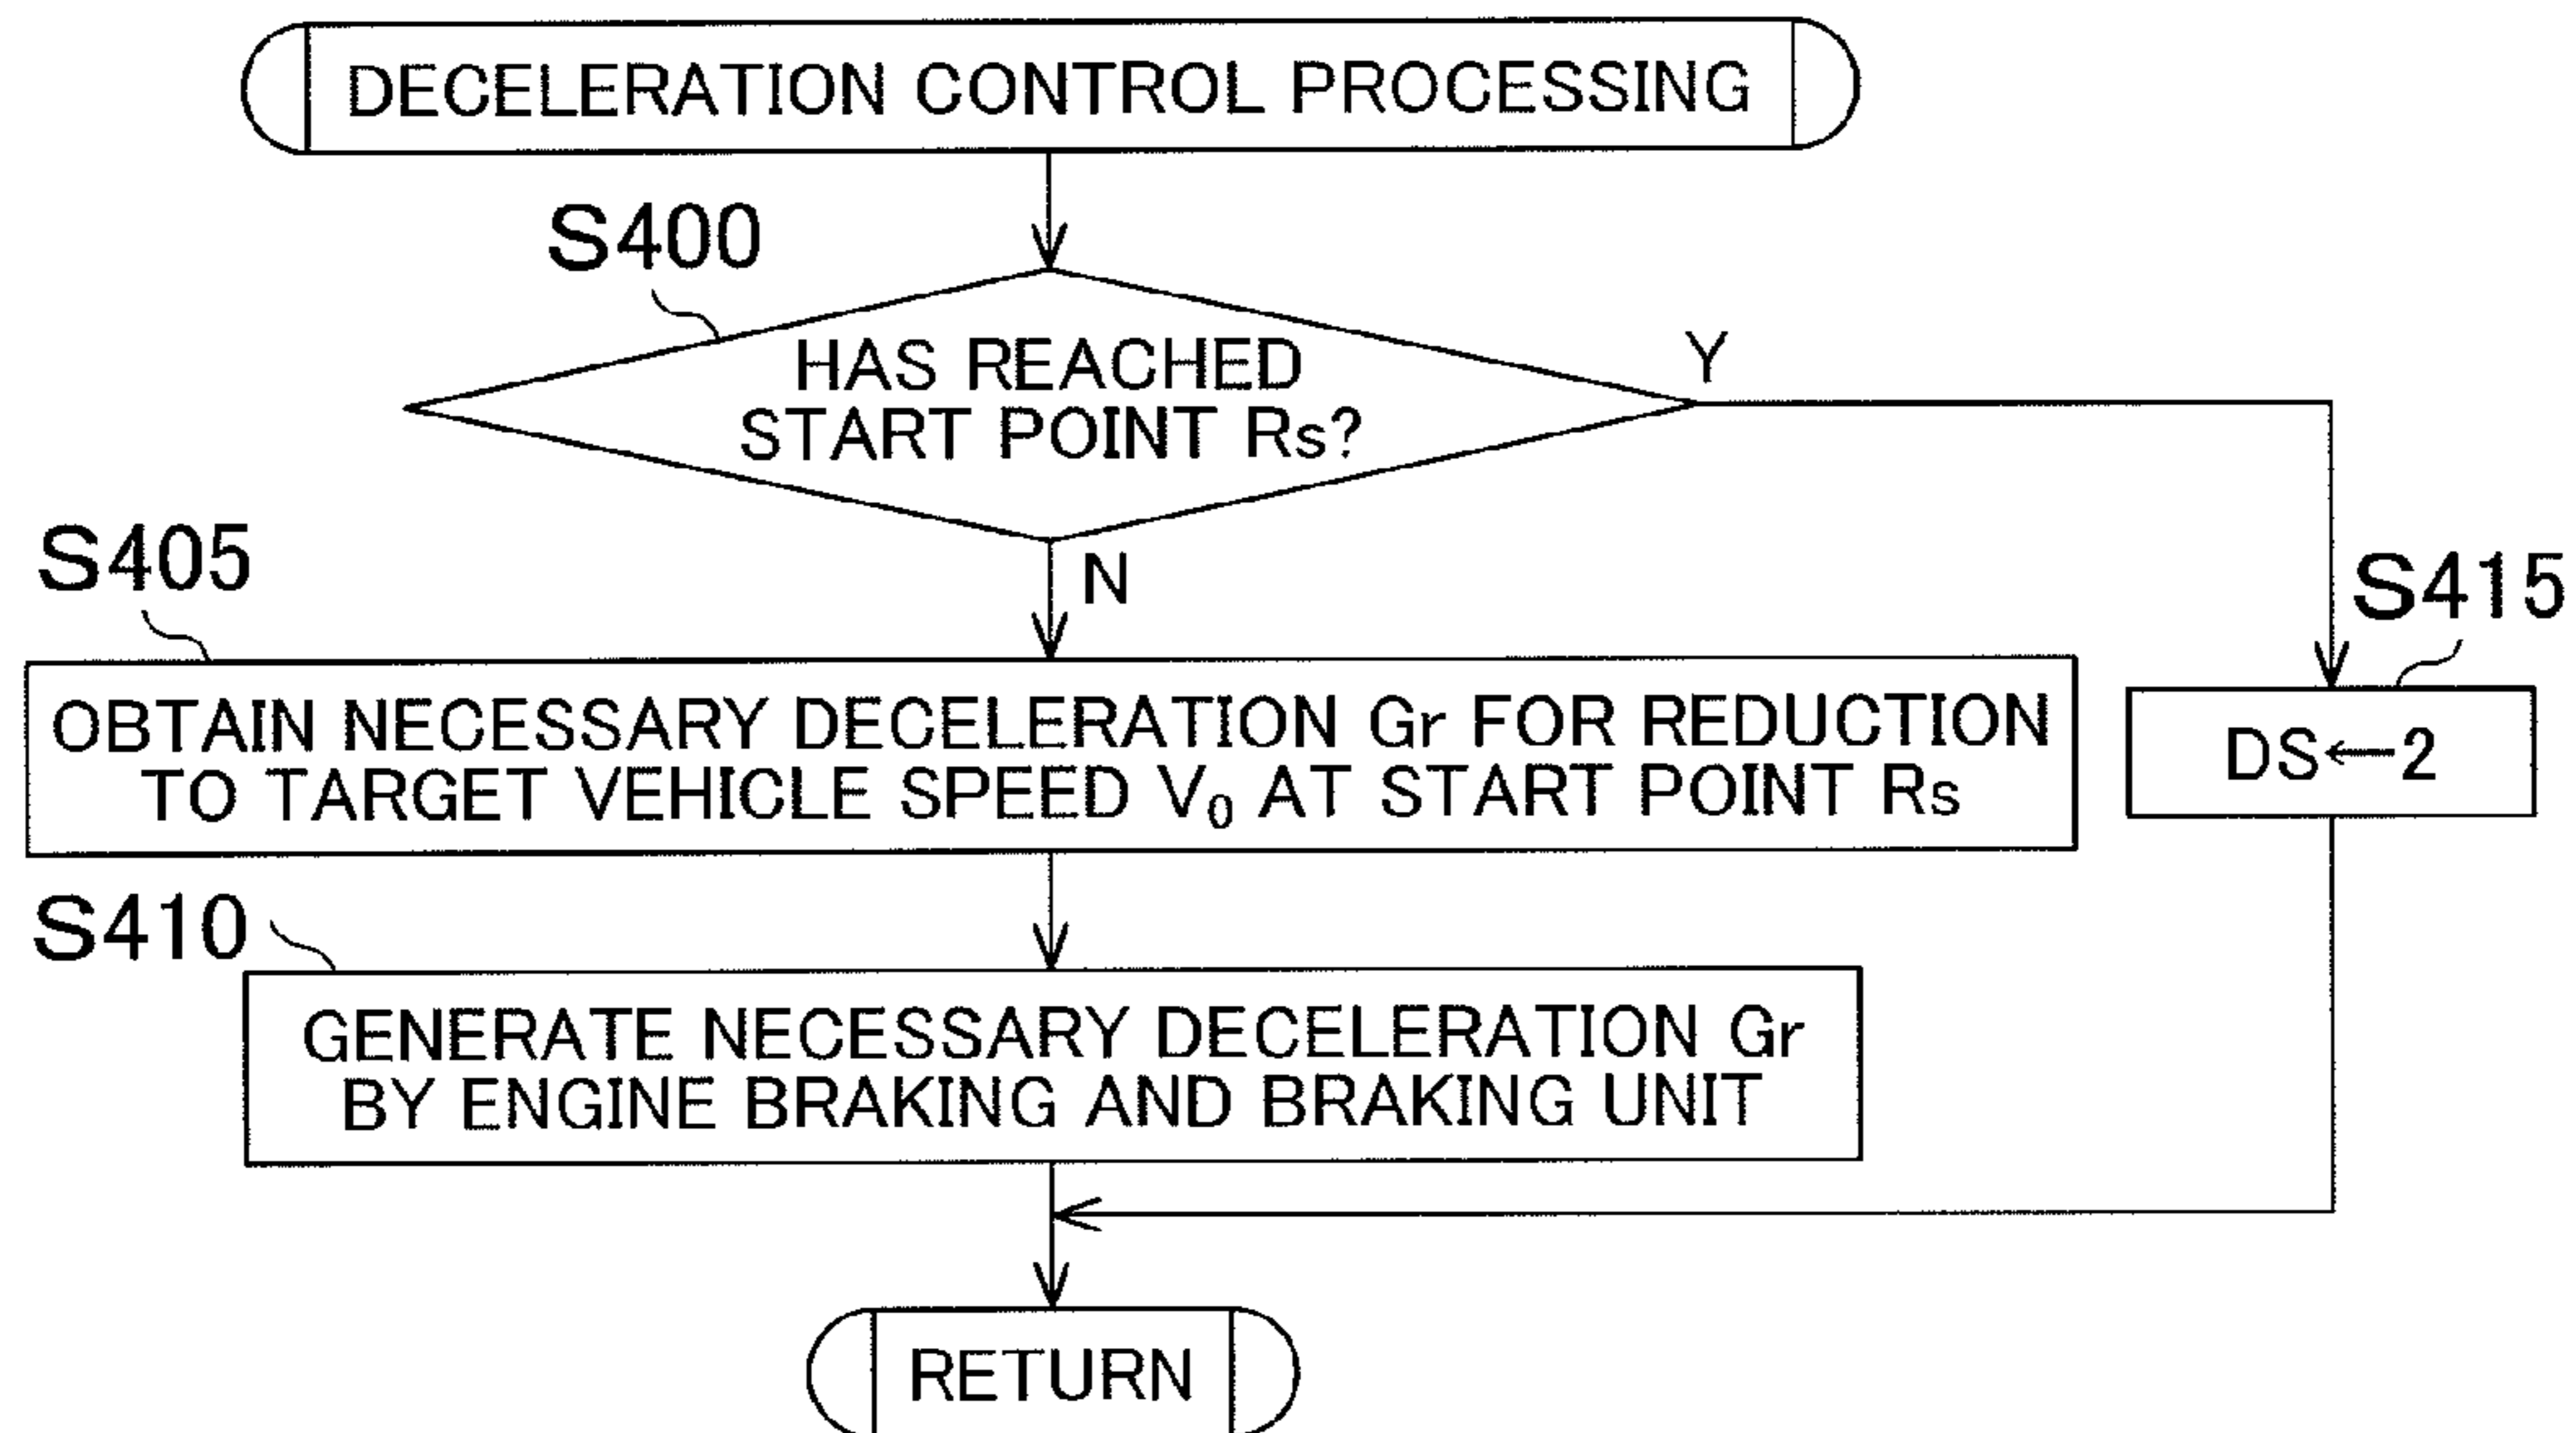 DECELERATION CONTROL PROCESSING
S400
HAS REACHED
START POINT Rs?
Y
N
S405
OBTAIN NECESSARY DECELERATION Gr FOR REDUCTION
TO TARGET VEHICLE SPEED V₀ AT START POINT Rs
S415
DS←2
S410
GENERATE NECESSARY DECELERATION Gr
BY ENGINE BRAKING AND BRAKING UNIT
RETURN